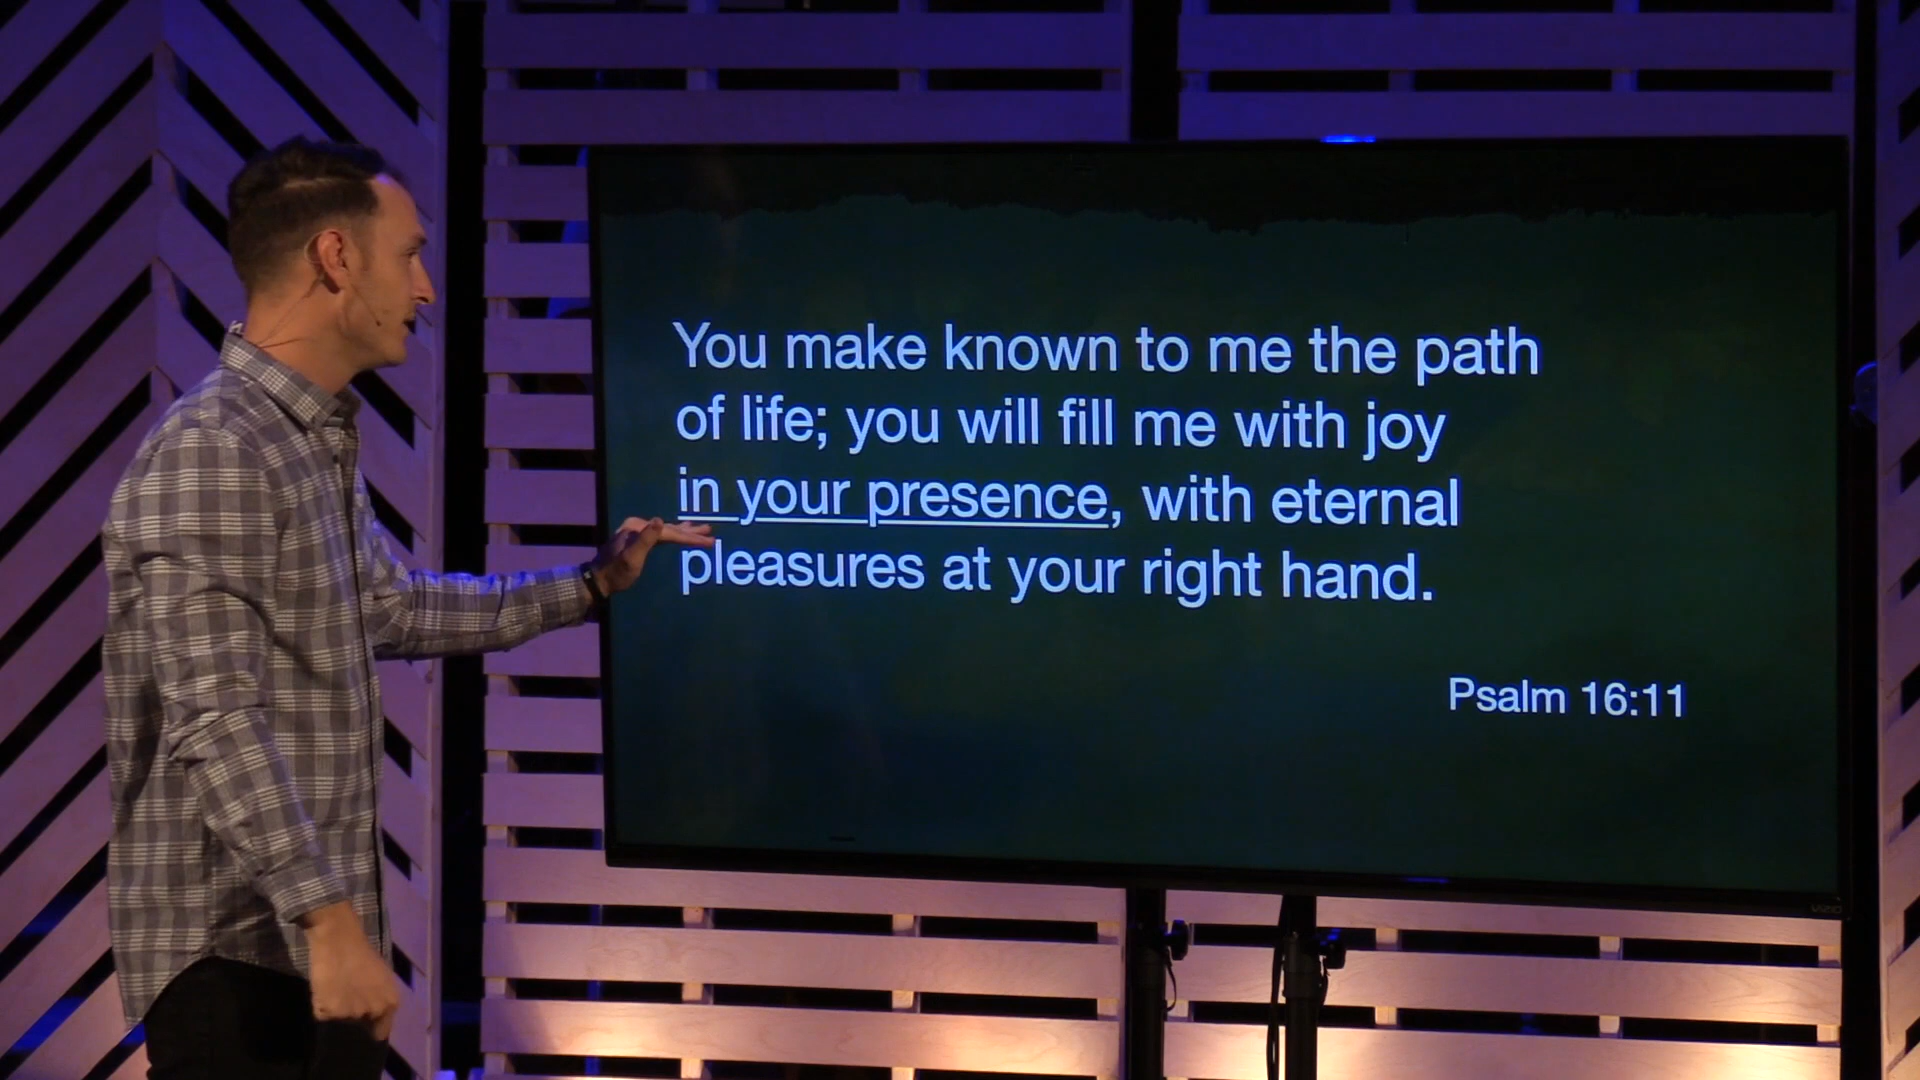 You make known to me the path
of life; you will fill me with joy
in your presence, with eternal
pleasures at your right hand.
Psalm 16:11
VIZIO